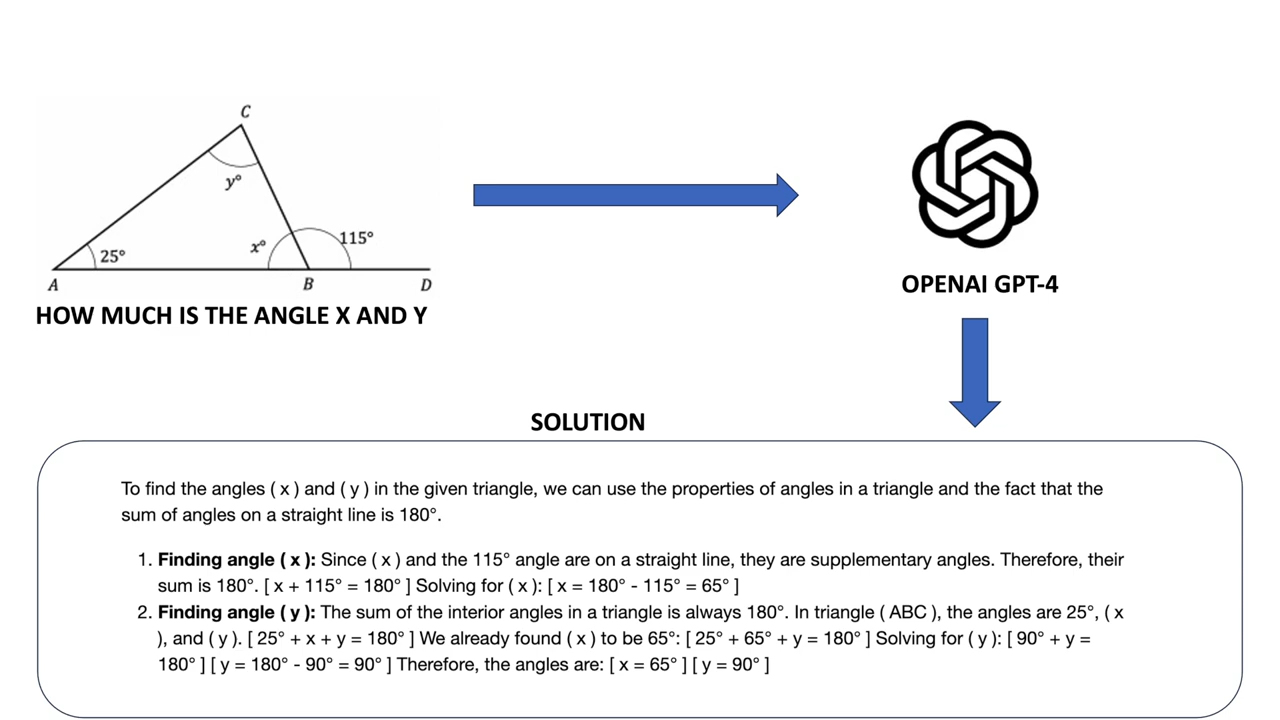 C
y°
x°
115°
25°
A
B
D
HOW MUCH IS THE ANGLE X AND Y
OPENAI GPT-4
SOLUTION
To find the angles ( x ) and ( y ) in the given triangle, we can use the properties of angles in a triangle and the fact that the
sum of angles on a straight line is 180°.
1. Finding angle ( x ): Since ( x ) and the 115° angle are on a straight line, they are supplementary angles. Therefore, their
sum is 180°. [ x + 115° = 180° ] Solving for ( x ): [ x = 180° - 115° = 65° ]
2. Finding angle ( y ): The sum of the interior angles in a triangle is always 180°. In triangle ( ABC ), the angles are 25°, ( x
), and ( y ). [ 25° + x + y = 180° ] We already found ( x ) to be 65°: [ 25° + 65° + y = 180° ] Solving for ( y ): [ 90° + y =
180° ] [ y = 180° - 90° = 90° ] Therefore, the angles are: [ x = 65° ] [ y = 90° ]